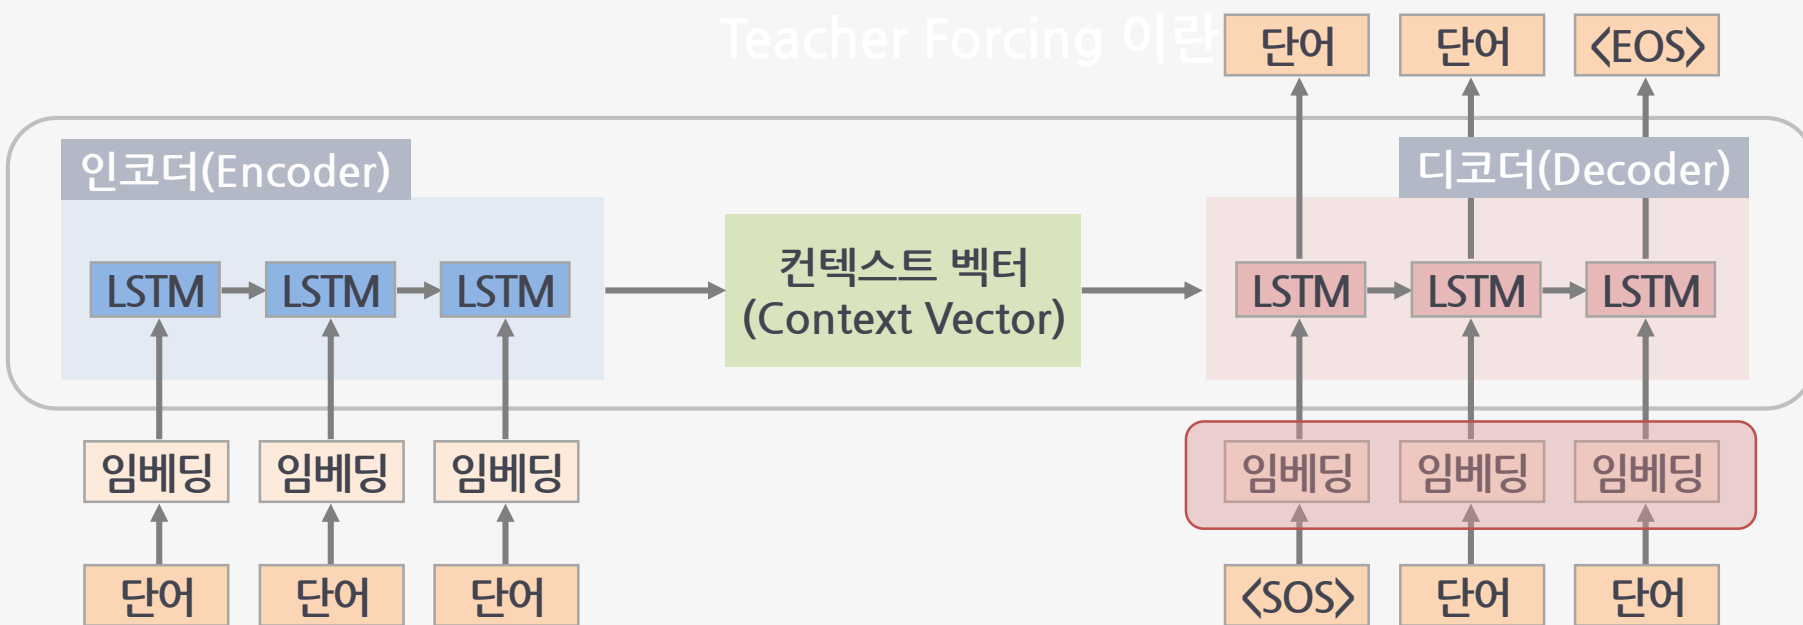 Teacher Forcing 이란
단어 단어 <EOS>
인코더(Encoder)
디코더(Decoder)
LSTM LSTM LSTM
컨텍스트 벡터
(Context Vector)
LSTM LSTM LSTM
임베딩 임베딩 임베딩
임베딩 임베딩 임베딩
단어 단어 단어
<SOS> 단어 단어